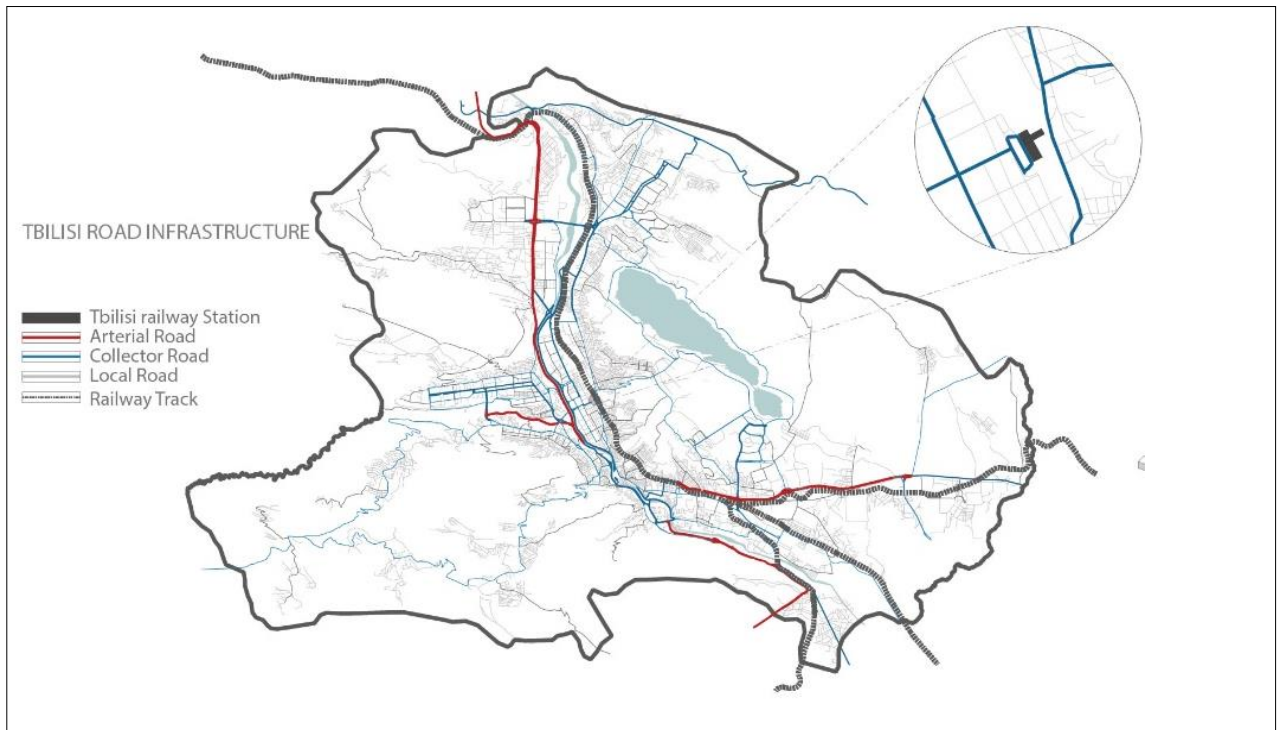 TBILISI ROAD INFRASTRUCTURE
Tbilisi railway Station
Arterial Road
Collector Road
Local Road
Railway Track